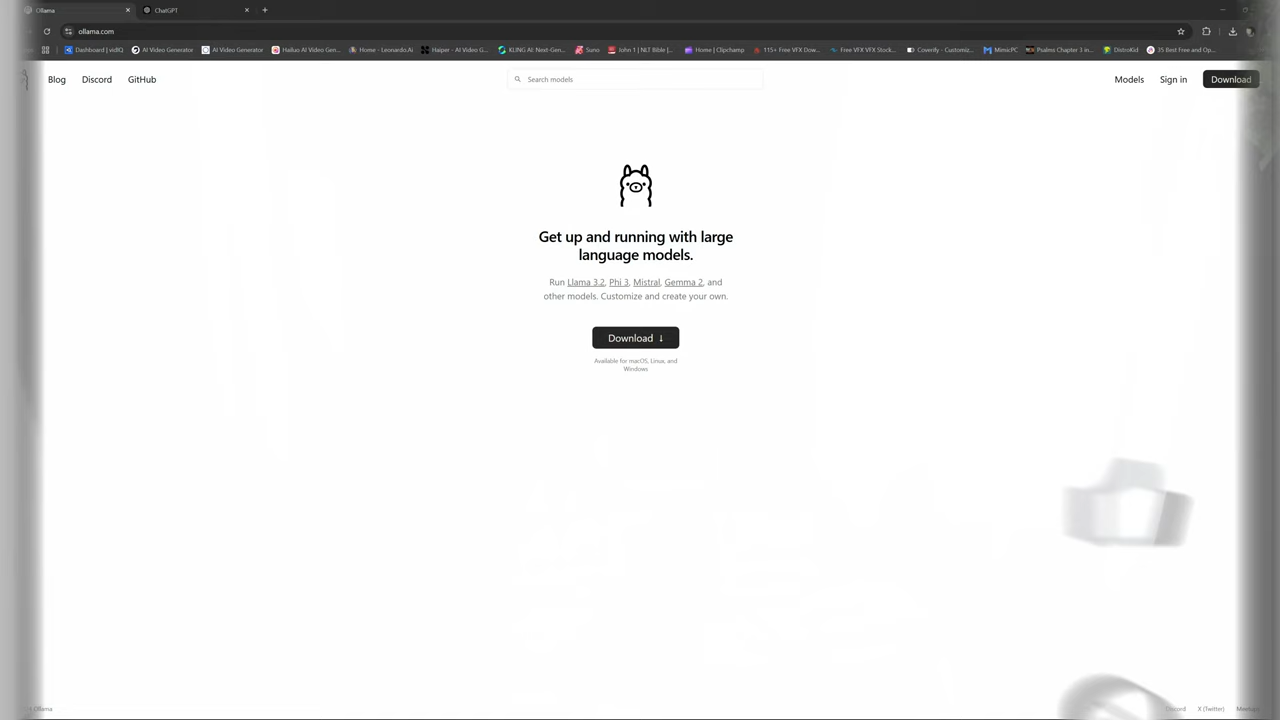 Ollama
ChatGPT
ollama.com
Dashboard | vidIQ
AI Video Generator
AI Video Generator
Hailuo AI Video Gen...
Home - Leonardo.Ai
Haiper - AI Video G...
KLING AI: Next-Gen...
Suno
John 1 | NLT Bible |...
Home | Clipchamp
115+ Free VFX Dow...
Free VFX VFX Stock...
Coverify - Customiz...
MimicPC
Psalms Chapter 3 in...
DistroKid
35 Best Free and Op...
Blog
Discord
GitHub
Search models
Models
Sign in
Download
Get up and running with large
language models.
Run Llama 3.2, Phi 3, Mistral, Gemma 2, and
other models. Customize and create your own.
Download ↓
Available for macOS, Linux, and
Windows
Ollama
Discord
X (Twitter)
Meetups